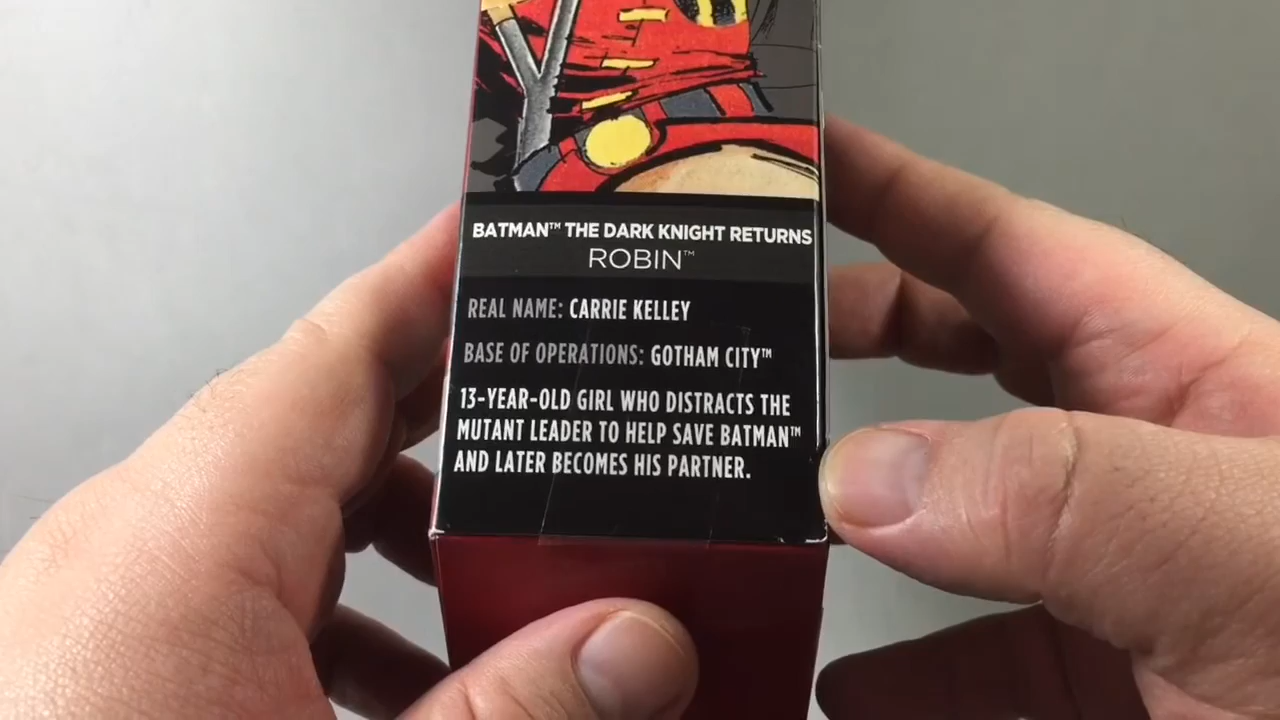 BATMAN™ THE DARK KNIGHT RETURNS
ROBIN™
REAL NAME: CARRIE KELLEY
BASE OF OPERATIONS: GOTHAM CITY™
13-YEAR-OLD GIRL WHO DISTRACTS THE
MUTANT LEADER TO HELP SAVE BATMAN™
AND LATER BECOMES HIS PARTNER.